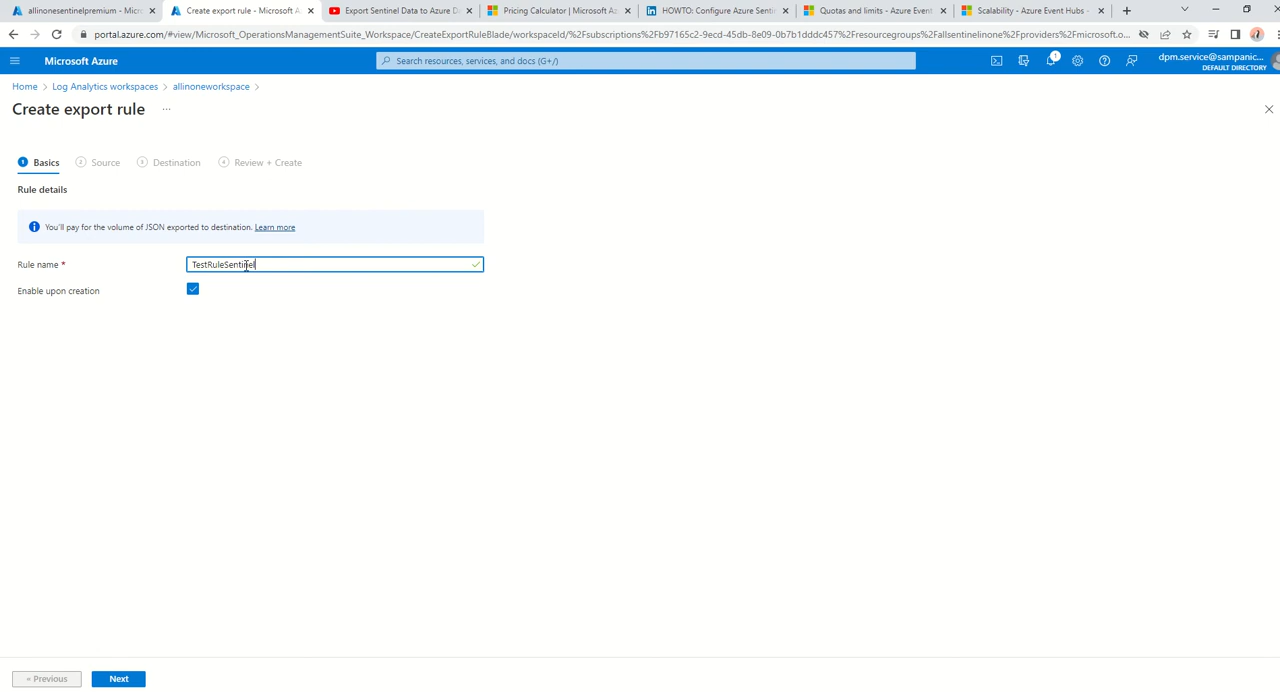 allinonesentinelpremium - Micro
Create export rule - Microsoft A
Export Sentinel Data to Azure D
Pricing Calculator | Microsoft Az
HOWTO: Configure Azure Senti
Quotas and limits - Azure Event
Scalability - Azure Event Hubs -
portal.azure.com/#view/Microsoft_OperationsManagementSuite_Workspace/CreateExportRuleBlade/workspaceId/%2Fsubscriptions%2Fb97165c2-9ecd-45db-8e09-0b7b1dddc457%2Fresourcegroups%2Fallsentinelinone%2Fproviders%2Fmicrosoft.o...
Microsoft Azure
Search resources, services, and docs (G+/)
1
dpm.service@sampanic...
DEFAULT DIRECTORY
Home > Log Analytics workspaces > allinoneworkspace >
Create export rule ...
1 Basics
2 Source
3 Destination
4 Review + Create
Rule details
You'll pay for the volume of JSON exported to destination. Learn more
Rule name *
TestRuleSentinel
Enable upon creation
« Previous
Next